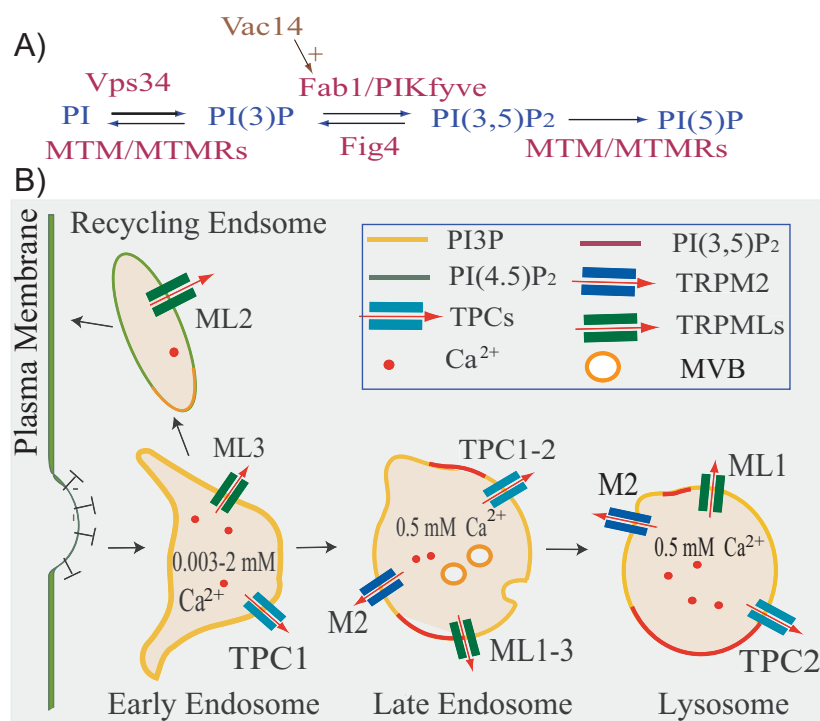 A)
Vac14
+
Vps34
Fab1/PIKfyve
PI
PI(3)P
PI(3,5)P₂
PI(5)P
MTM/MTMRs
Fig4
MTM/MTMRs
B)
Plasma Membrane
Recycling Endsome
ML2
PI3P
PI(3,5)P₂
PI(4.5)P₂
TRPM2
TPCs
TRPMLs
Ca²⁺
MVB
ML3
0.003-2 mM
Ca²⁺
TPC1
Early Endosome
TPC1-2
0.5 mM Ca²⁺
M2
ML1-3
Late Endosome
ML1
M2
0.5 mM Ca²⁺
TPC2
Lysosome